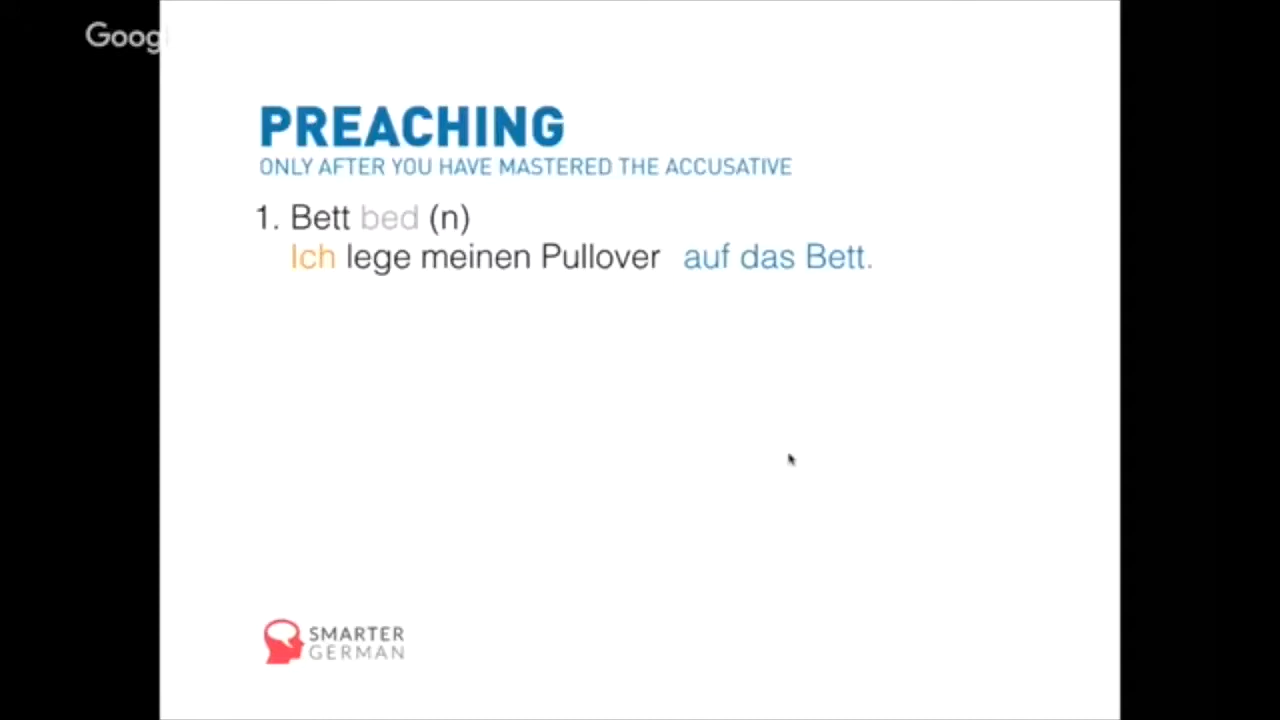 Goog
PREACHING
ONLY AFTER YOU HAVE MASTERED THE ACCUSATIVE
1. Bett bed (n)
Ich lege meinen Pullover auf das Bett.
SMARTER
GERMAN